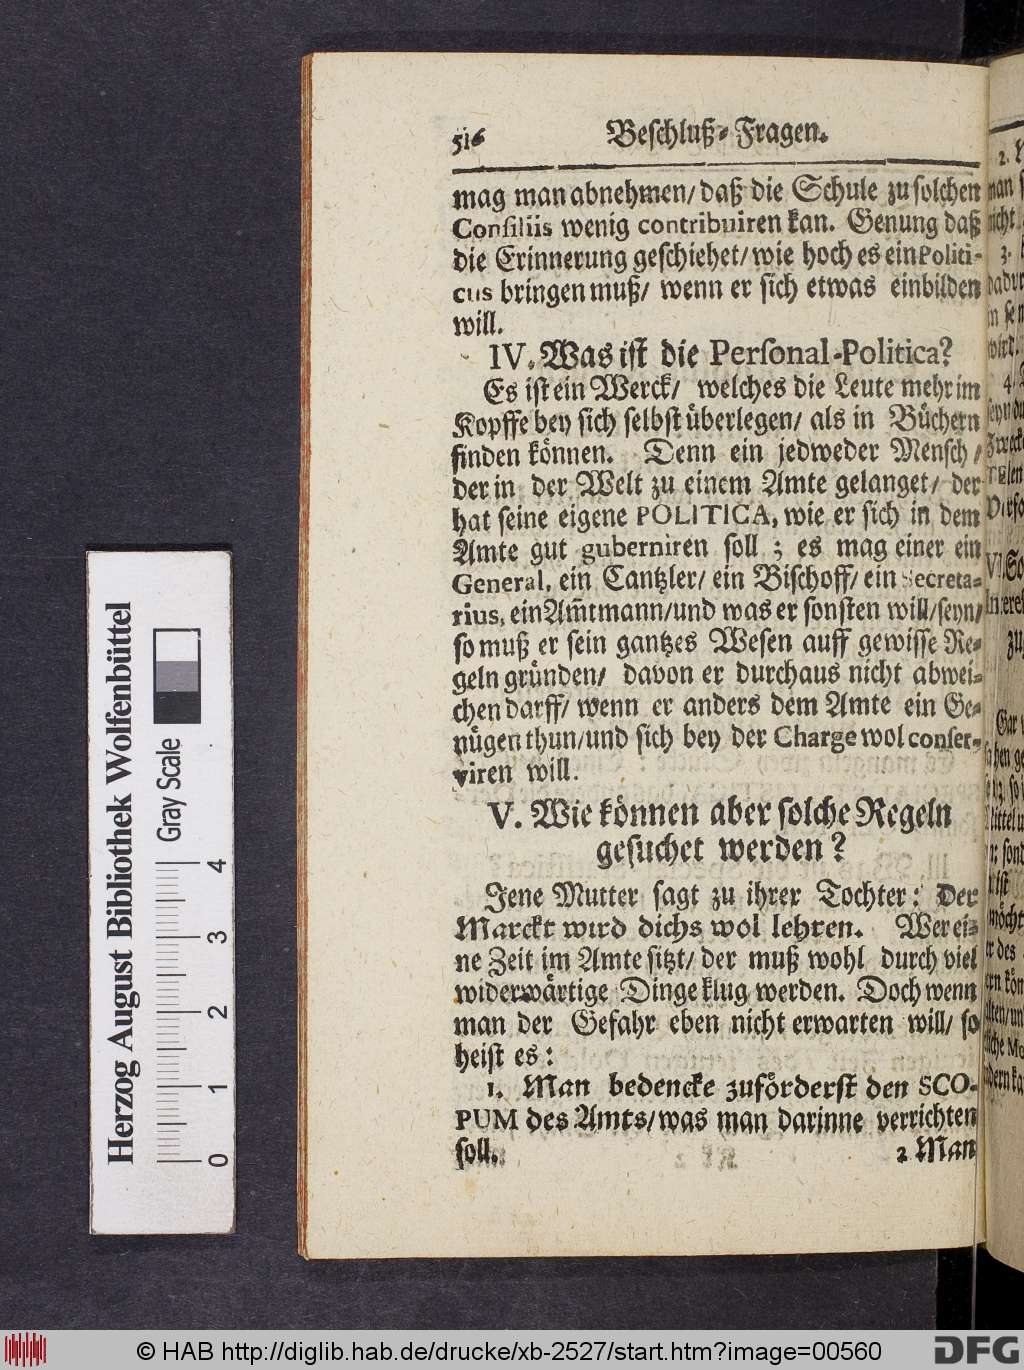 516 Beschluß-Fragen.
mag man abnehmen/ daß die Schule zu solchen
Consiliis wenig contribuiren kan. Genung daß
die Erinnerung geschiehet/ wie hoch es ein Politi-
cus bringen muß/ wenn er sich etwas einbilden
will.
IV. Was ist die Personal-Politica?
Es ist ein Werck/ welches die Leute mehr im
Kopffe bey sich selbst überlegen/ als in Büchern
finden können. Denn ein jedweder Mensch/
der in der Welt zu einem Amte gelanget/ der
hat seine eigene POLITICA, wie er sich in dem
Amte gut guberniren soll; es mag einer ein
General, ein Cantzler/ ein Bischoff/ ein Secreta-
rius, ein Am̃tmann/ und was er sonsten will/ seyn/
so muß er sein gantzes Wesen auff gewisse Re-
geln gründen/ davon er durchaus nicht abwei-
chen darff/ wenn er anders dem Amte ein Ge-
nügen thun/ und sich bey der Charge wol conser-
viren will.
V. Wie können aber solche Regeln
gesuchet werden?
Jene Mutter sagt zu ihrer Tochter: Der
Marckt wird dichs wol lehren. Wer ei-
ne Zeit im Amte sitzt/ der muß wohl durch viel
widerwärtige Dinge klug werden. Doch wenn
man der Gefahr eben nicht erwarten will/ so
heist es:
1. Man bedencke zuförderst den SCO-
PUM des Amts/ was man darinne verrichten
soll. 2 Man
Herzog August Bibliothek Wolfenbüttel
Gray Scale
0 1 2 3 4
© HAB http://diglib.hab.de/drucke/xb-2527/start.htm?image=00560
DFG